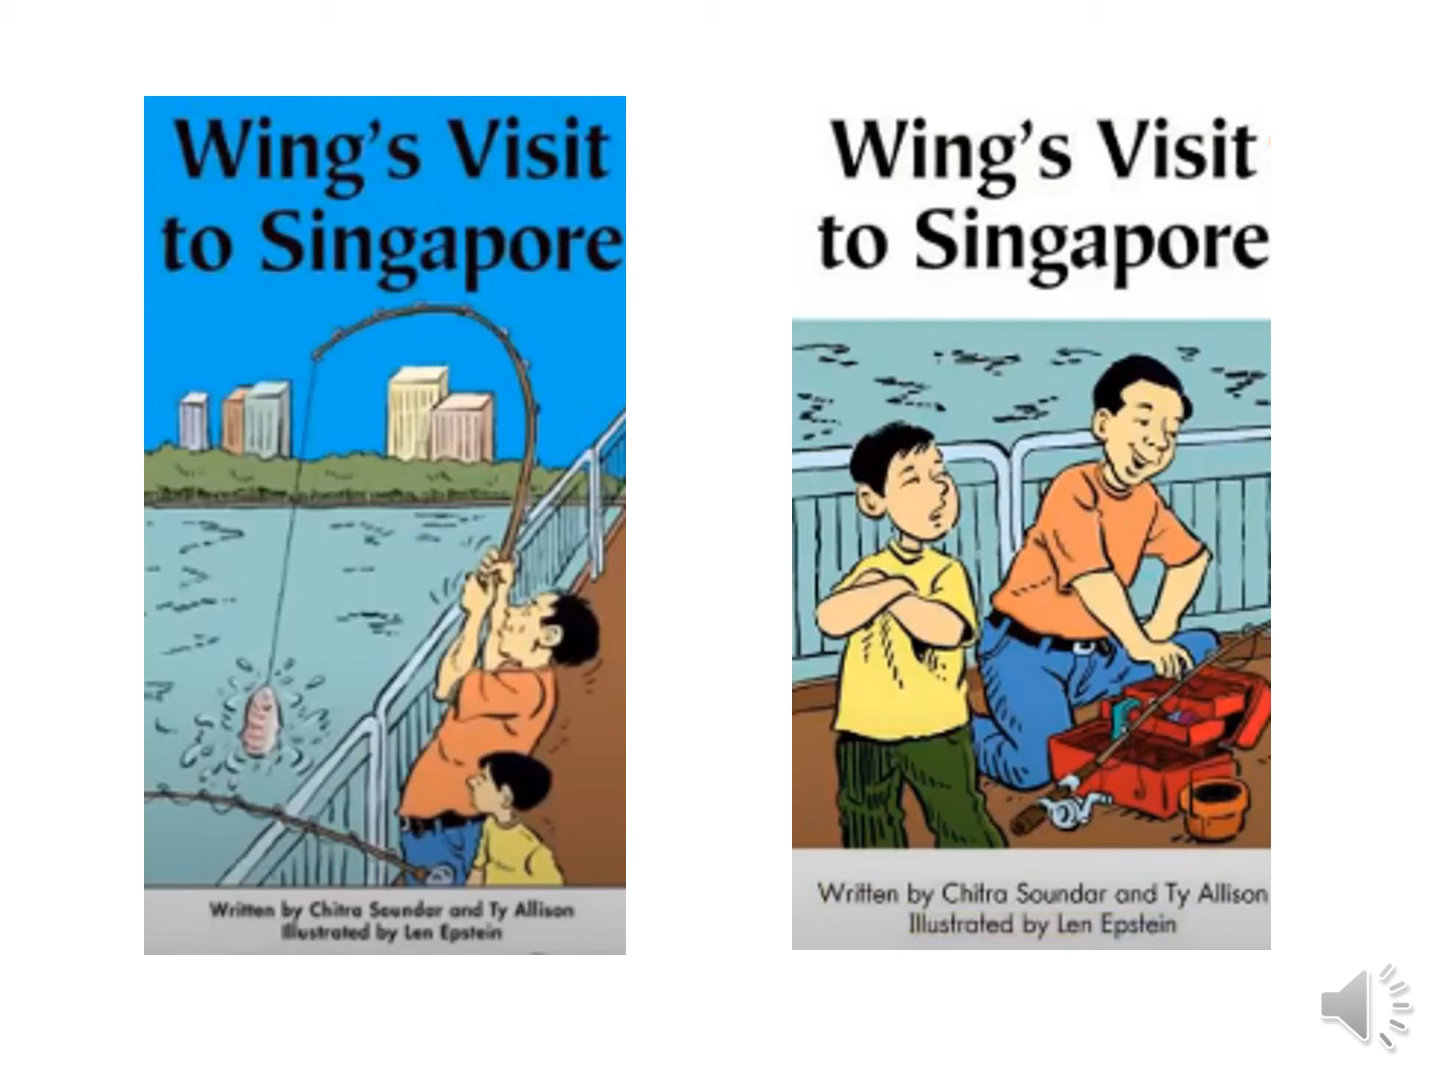 Wing's Visit
to Singapore
Written by Chitra Soundar and Ty Allison
Illustrated by Len Epstein
Wing's Visit
to Singapore
Written by Chitra Soundar and Ty Allison
Illustrated by Len Epstein